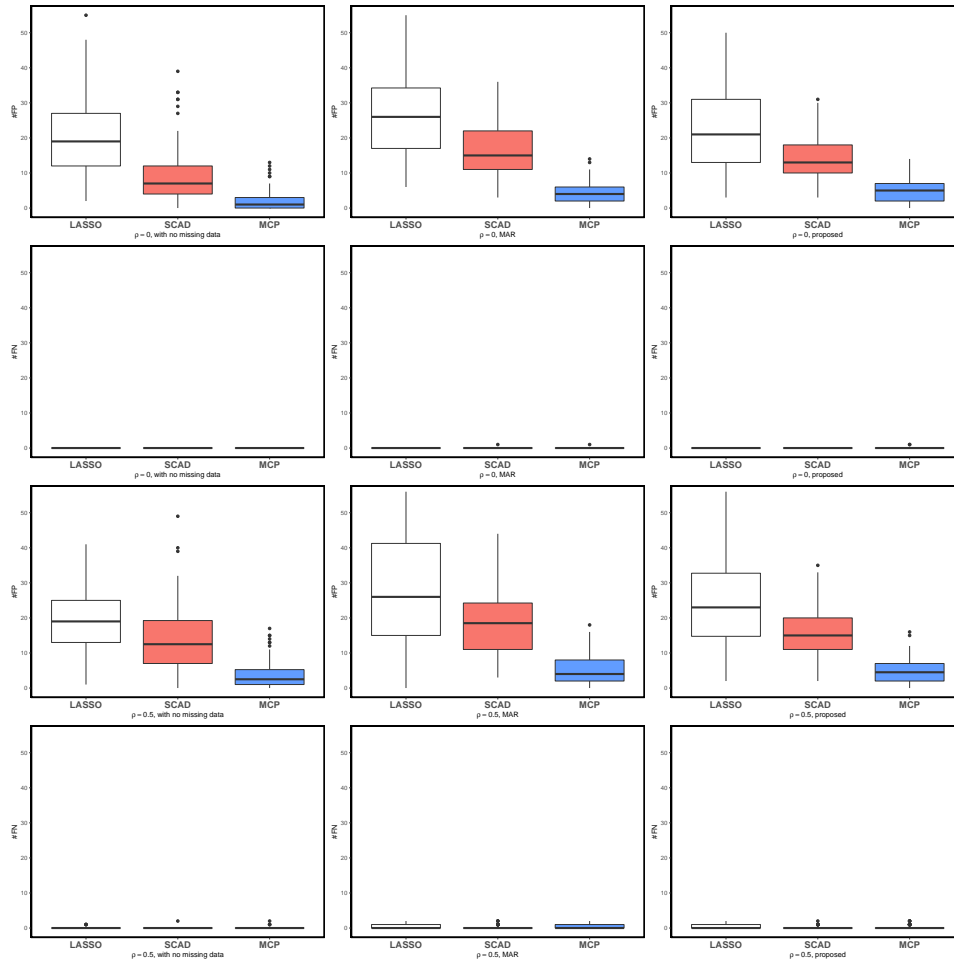 50
40
30
20
10
0
#FP
LASSO SCAD MCP
ρ = 0, with no missing data
50
40
30
20
10
0
#FP
LASSO SCAD MCP
ρ = 0, MAR
50
40
30
20
10
0
#FP
LASSO SCAD MCP
ρ = 0, proposed
50
40
30
20
10
0
#FN
LASSO SCAD MCP
ρ = 0, with no missing data
50
40
30
20
10
0
#FN
LASSO SCAD MCP
ρ = 0, MAR
50
40
30
20
10
0
#FN
LASSO SCAD MCP
ρ = 0, proposed
50
40
30
20
10
0
#FP
LASSO SCAD MCP
ρ = 0.5, with no missing data
50
40
30
20
10
0
#FP
LASSO SCAD MCP
ρ = 0.5, MAR
50
40
30
20
10
0
#FP
LASSO SCAD MCP
ρ = 0.5, proposed
50
40
30
20
10
0
#FN
LASSO SCAD MCP
ρ = 0.5, with no missing data
50
40
30
20
10
0
#FN
LASSO SCAD MCP
ρ = 0.5, MAR
50
40
30
20
10
0
#FN
LASSO SCAD MCP
ρ = 0.5, proposed